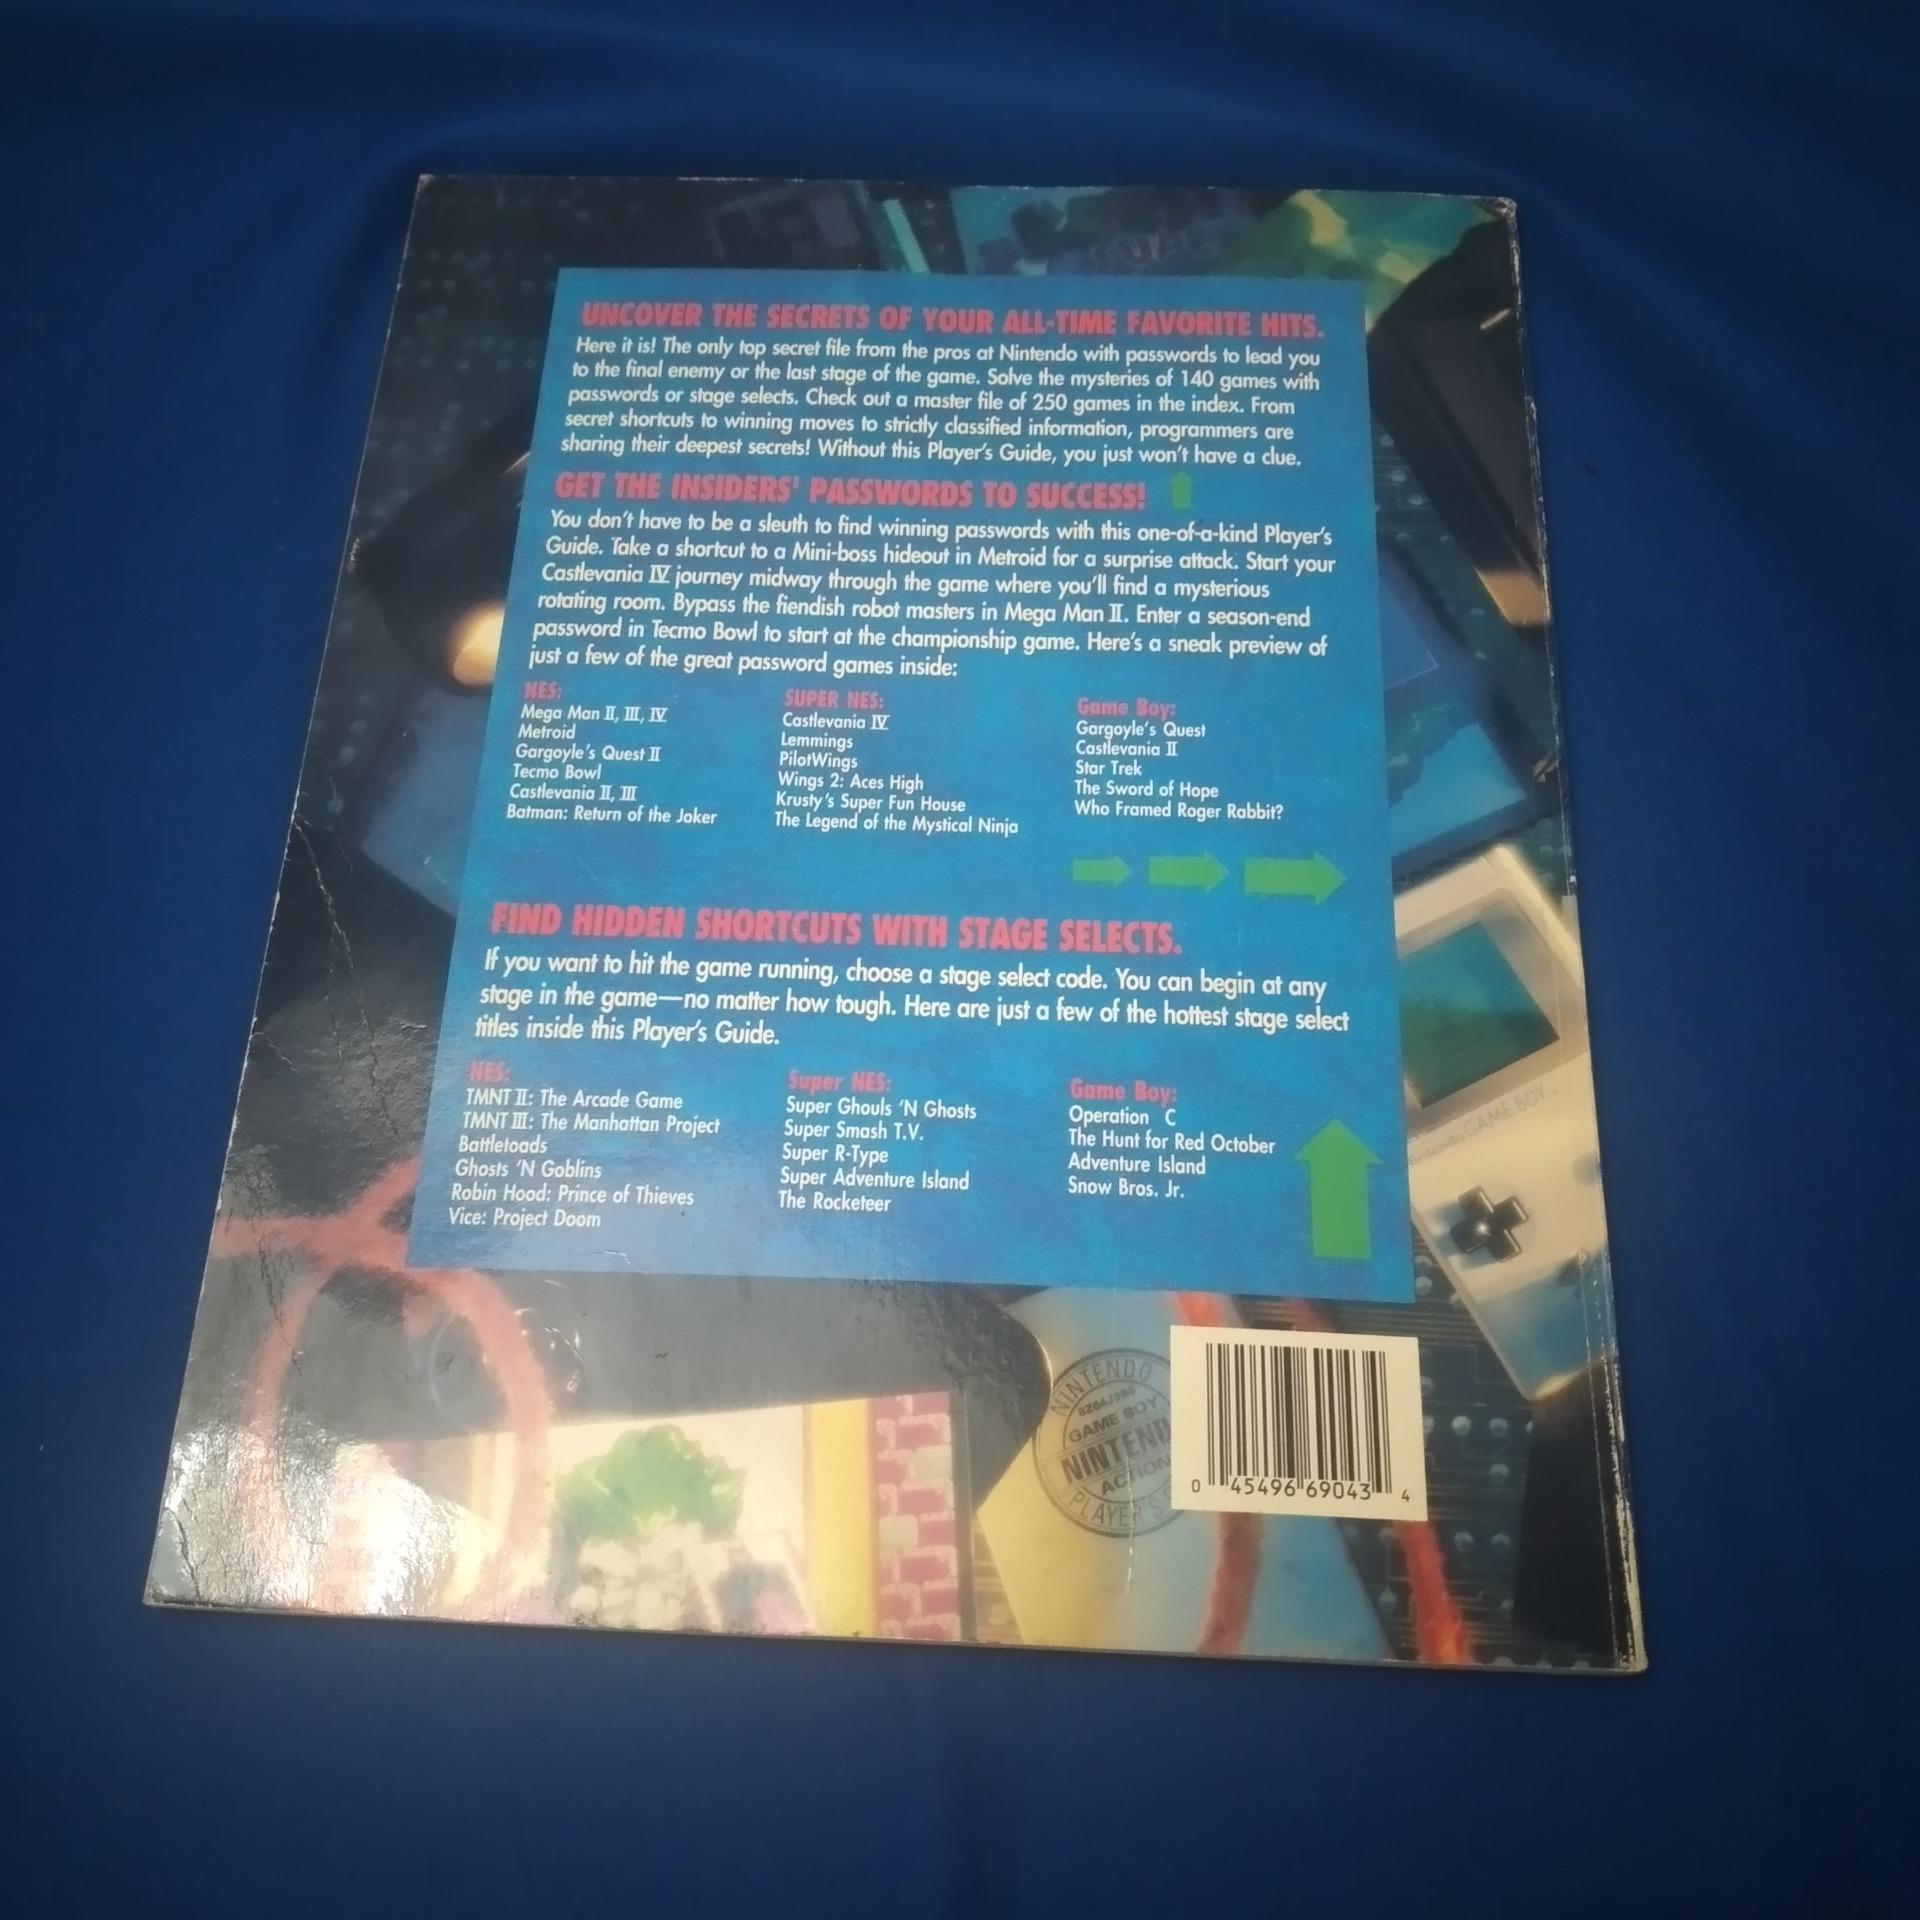 UNCOVER THE SECRETS OF YOUR ALL-TIME FAVORITE HITS.
Here it is! The only top secret file from the pros at Nintendo with passwords to lead you
to the final enemy or the last stage of the game. Solve the mysteries of 140 games with
passwords or stage selects. Check out a master file of 250 games in the index. From
secret shortcuts to winning moves to strictly classified information, programmers are
sharing their deepest secrets! Without this Player's Guide, you just won't have a clue.
GET THE INSIDERS' PASSWORDS TO SUCCESS!
You don't have to be a sleuth to find winning passwords with this one-of-a-kind Player's
Guide. Take a shortcut to a Mini-boss hideout in Metroid for a surprise attack. Start your
Castlevania IV journey midway through the game where you'll find a mysterious
rotating room. Bypass the fiendish robot masters in Mega Man II. Enter a season-end
password in Tecmo Bowl to start at the championship game. Here's a sneak preview of
just a few of the great password games inside:
NES:
Mega Man II, III, IV
Metroid
Gargoyle's Quest II
Tecmo Bowl
Castlevania II, III
Batman: Return of the Joker
SUPER NES:
Castlevania IV
Lemmings
PilotWings
Wings 2: Aces High
Krusty's Super Fun House
The Legend of the Mystical Ninja
Game Boy:
Gargoyle's Quest
Castlevania II
Star Trek
The Sword of Hope
Who Framed Roger Rabbit?
FIND HIDDEN SHORTCUTS WITH STAGE SELECTS.
If you want to hit the game running, choose a stage select code. You can begin at any
stage in the game—no matter how tough. Here are just a few of the hottest stage select
titles inside this Player's Guide.
NES:
TMNT II: The Arcade Game
TMNT III: The Manhattan Project
Battletoads
Ghosts 'N Goblins
Robin Hood: Prince of Thieves
Vice: Project Doom
Super NES:
Super Ghouls 'N Ghosts
Super Smash T.V.
Super R-Type
Super Adventure Island
The Rocketeer
Game Boy:
Operation C
The Hunt for Red October
Adventure Island
Snow Bros. Jr.
Nintendo GAME BOY
NINTENDO
GAME BOY
NINTEND
ACTION
PLAYER'S
0 45496 69043 4